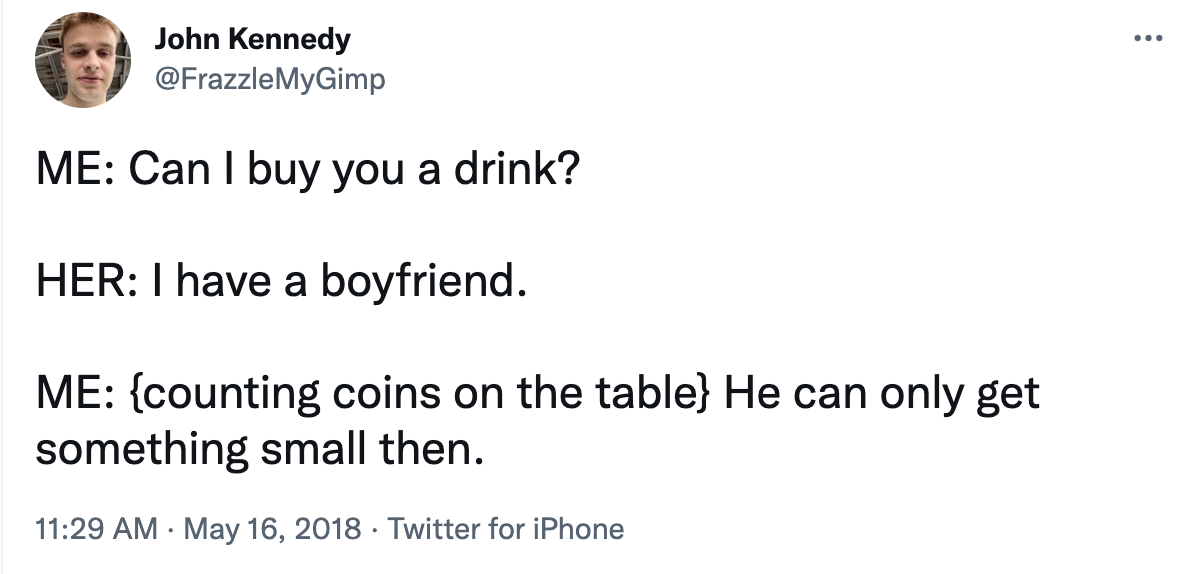 John Kennedy
@FrazzleMyGimp
ME: Can I buy you a drink?
HER: I have a boyfriend.
ME: {counting coins on the table} He can only get
something small then.
11:29 AM · May 16, 2018 · Twitter for iPhone